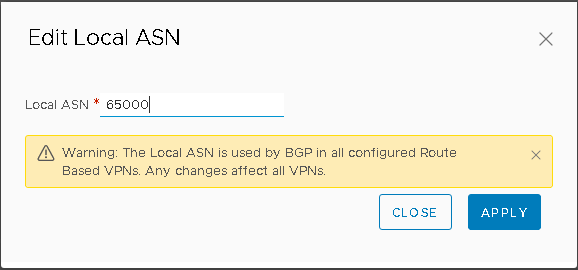 Edit Local ASN
Local ASN * 65000
Warning: The Local ASN is used by BGP in all configured Route
Based VPNs. Any changes affect all VPNs.
CLOSE APPLY